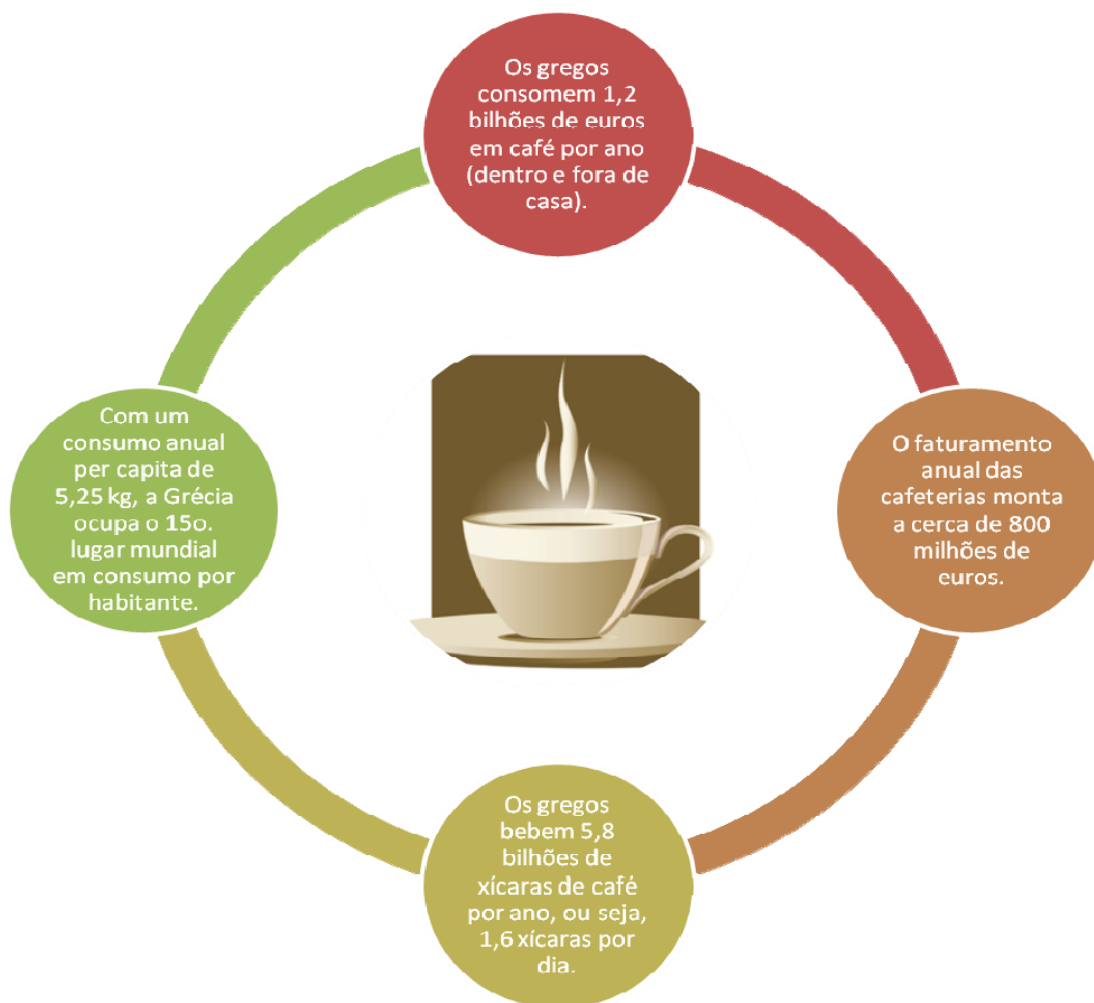 Os gregos
consomem 1,2
bilhões de euros
em café por ano
(dentro e fora de
casa).
O faturamento
anual das
cafeterias monta
a cerca de 800
milhões de
euros.
Os gregos
bebem 5,8
bilhões de
xícaras de café
por ano, ou seja,
1,6 xícaras por
dia.
Com um
consumo anual
per capita de
5,25 kg, a Grécia
ocupa o 15o.
lugar mundial
em consumo por
habitante.